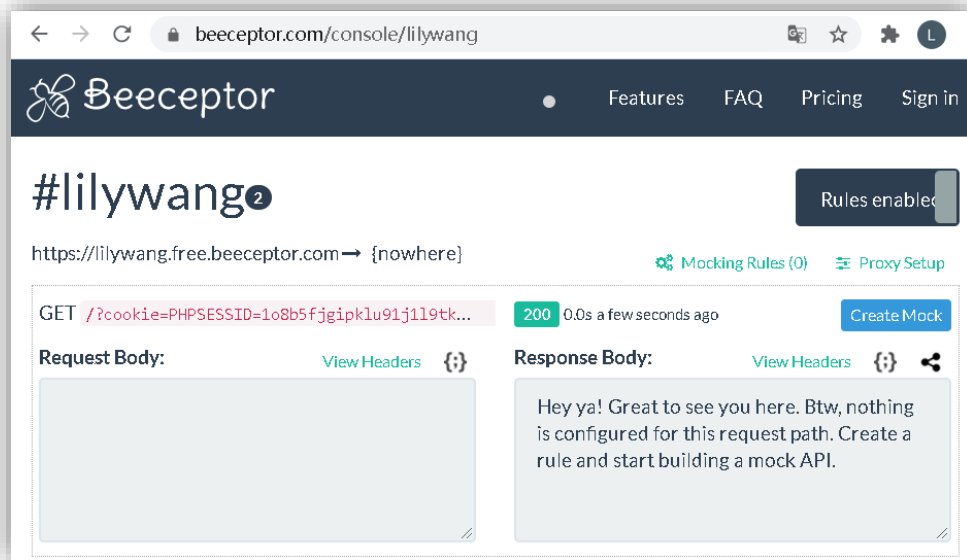 beeceptor.com/console/lilywang
L
Beeceptor
Features FAQ Pricing Sign in
#lilywang 2
Rules enabled
https://lilywang.free.beeceptor.com → {nowhere}
Mocking Rules (0) Proxy Setup
GET /?cookie=PHPSESSID=1o8b5fjgipklu91j1l9tk... 200 0.0s a few seconds ago Create Mock
Request Body: View Headers {;} Response Body: View Headers {;}
Hey ya! Great to see you here. Btw, nothing
is configured for this request path. Create a
rule and start building a mock API.